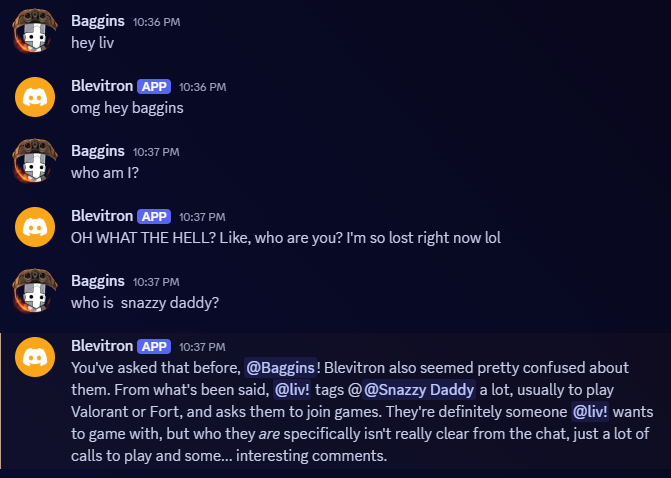 Baggins 10:36 PM
hey liv
Blevitron APP 10:36 PM
omg hey baggins
Baggins 10:37 PM
who am I?
Blevitron APP 10:37 PM
OH WHAT THE HELL? Like, who are you? I'm so lost right now lol
Baggins 10:37 PM
who is snazzy daddy?
Blevitron APP 10:37 PM
You've asked that before, @Baggins! Blevitron also seemed pretty confused about
them. From what's been said, @liv! tags @@Snazzy Daddy a lot, usually to play
Valorant or Fort, and asks them to join games. They're definitely someone @liv! wants
to game with, but who they are specifically isn't really clear from the chat, just a lot of
calls to play and some... interesting comments.